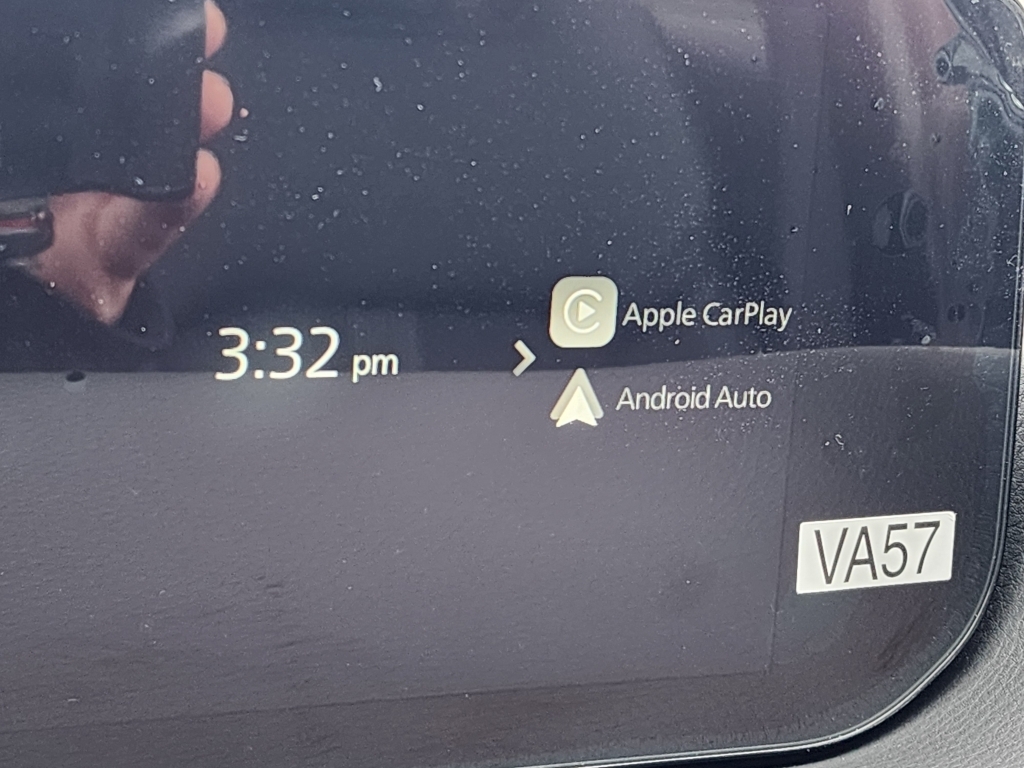 3:32 pm
Apple CarPlay
Android Auto
VA57